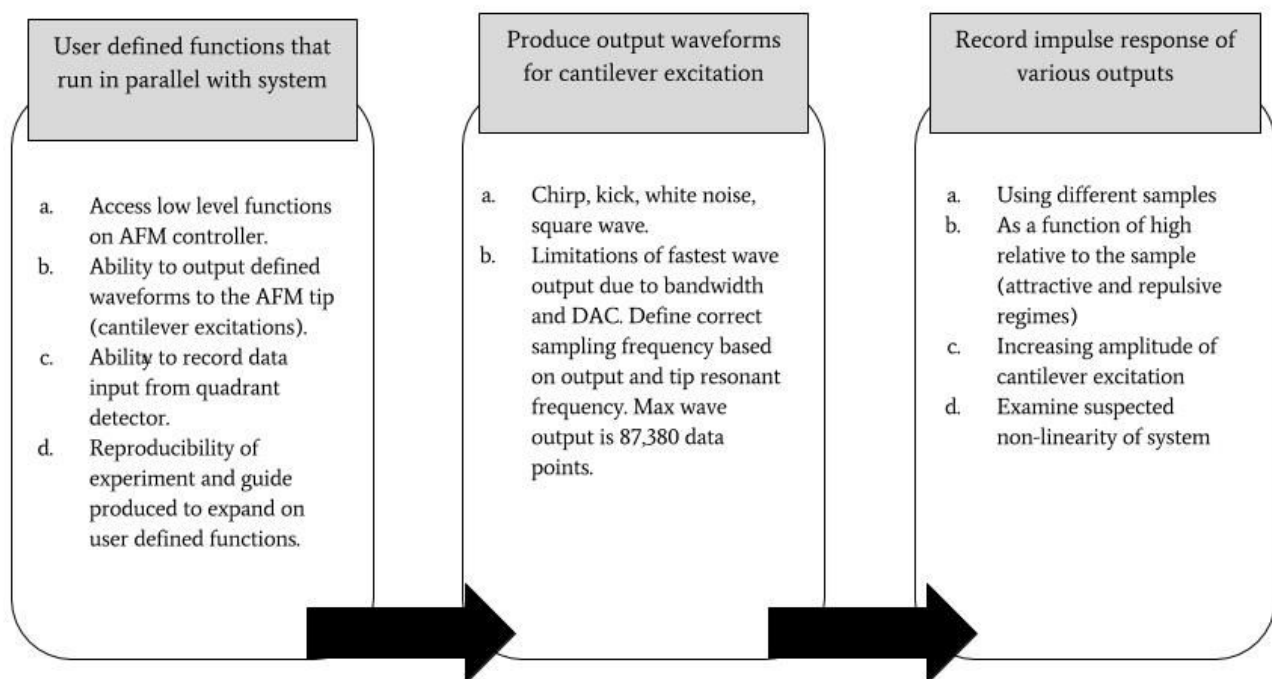 User defined functions that
run in parallel with system
a. Access low level functions
on AFM controller.
b. Ability to output defined
waveforms to the AFM tip
(cantilever excitations).
c. Ability to record data
input from quadrant
detector.
d. Reproducibility of
experiment and guide
produced to expand on
user defined functions.
Produce output waveforms
for cantilever excitation
a. Chirp, kick, white noise,
square wave.
b. Limitations of fastest wave
output due to bandwidth
and DAC. Define correct
sampling frequency based
on output and tip resonant
frequency. Max wave
output is 87,380 data
points.
Record impulse response of
various outputs
a. Using different samples
b. As a function of high
relative to the sample
(attractive and repulsive
regimes)
c. Increasing amplitude of
cantilever excitation
d. Examine suspected
non-linearity of system